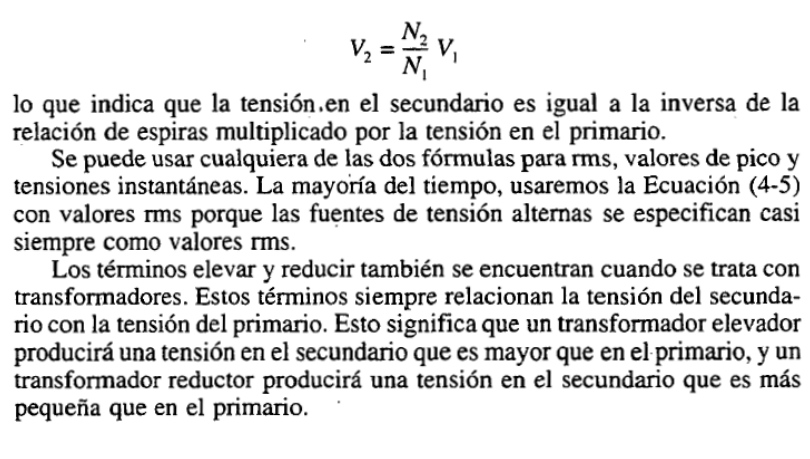 V₂ = N₂/N₁ V₁
lo que indica que la tensión.en el secundario es igual a la inversa de la
relación de espiras multiplicado por la tensión en el primario.
Se puede usar cualquiera de las dos fórmulas para rms, valores de pico y
tensiones instantáneas. La mayoría del tiempo, usaremos la Ecuación (4-5)
con valores rms porque las fuentes de tensión alternas se especifican casi
siempre como valores rms.
Los términos elevar y reducir también se encuentran cuando se trata con
transformadores. Estos términos siempre relacionan la tensión del secunda-
rio con la tensión del primario. Esto significa que un transformador elevador
producirá una tensión en el secundario que es mayor que en el primario, y un
transformador reductor producirá una tensión en el secundario que es más
pequeña que en el primario.